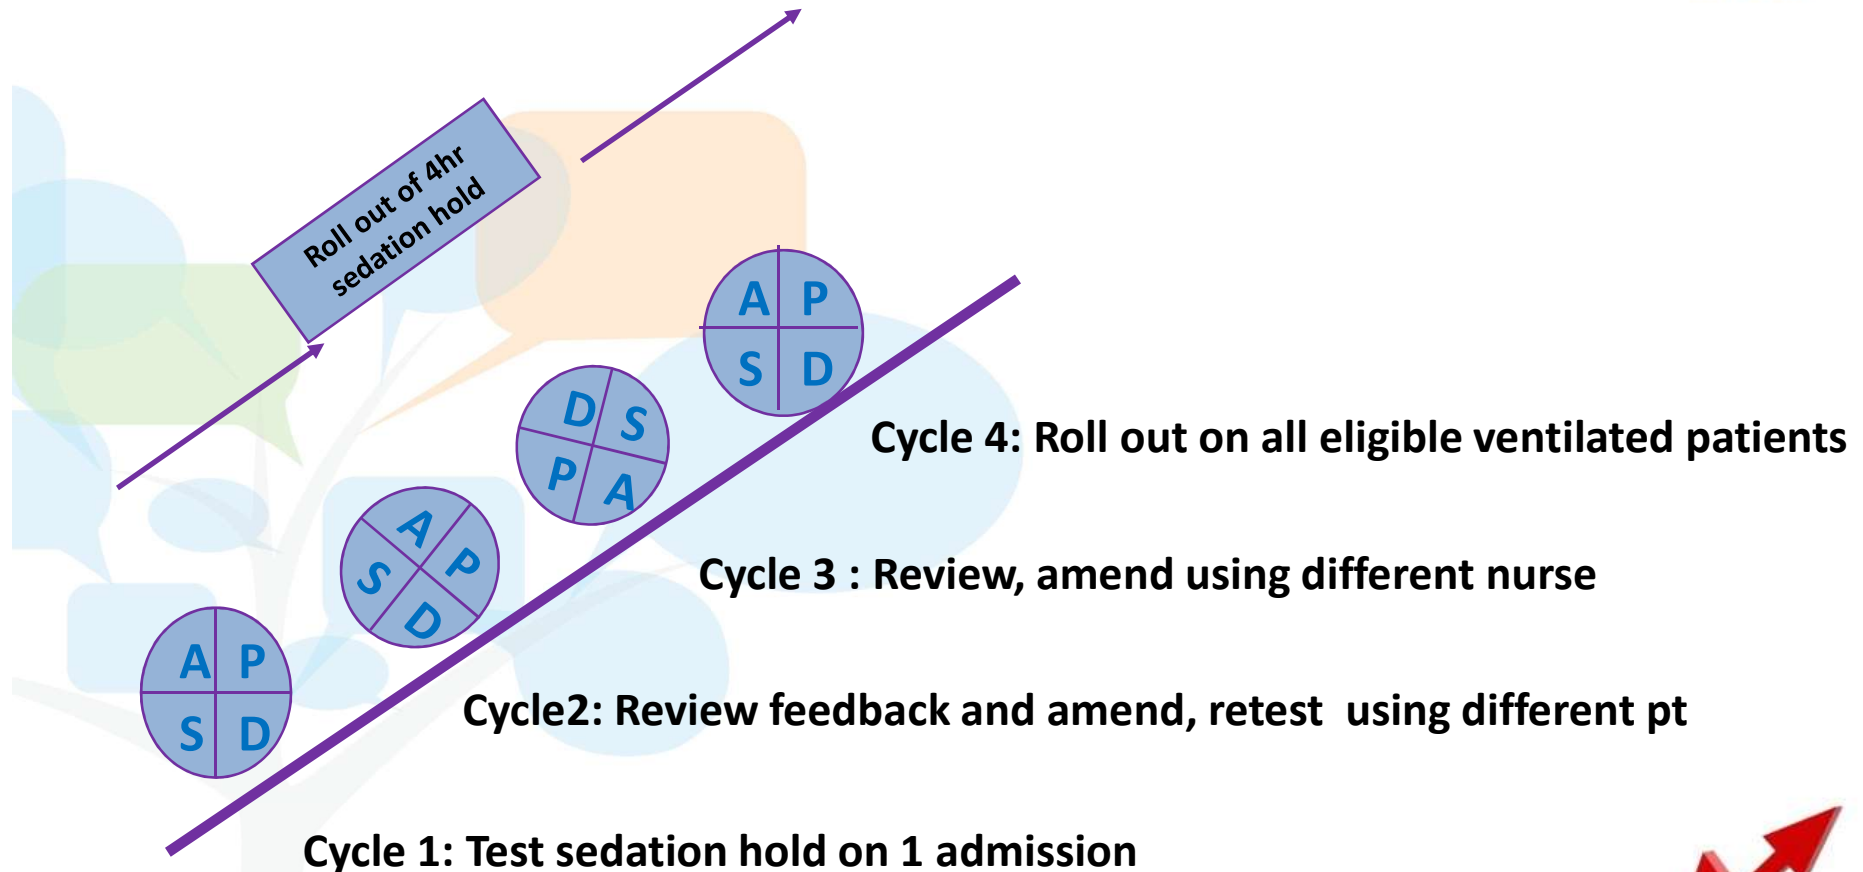 Roll out of 4hr
sedation hold
A P
S D
D S
P A
A P
S D
A P
S D
Cycle 4: Roll out on all eligible ventilated patients
Cycle 3 : Review, amend using different nurse
Cycle2: Review feedback and amend, retest  using different pt
Cycle 1: Test sedation hold on 1 admission